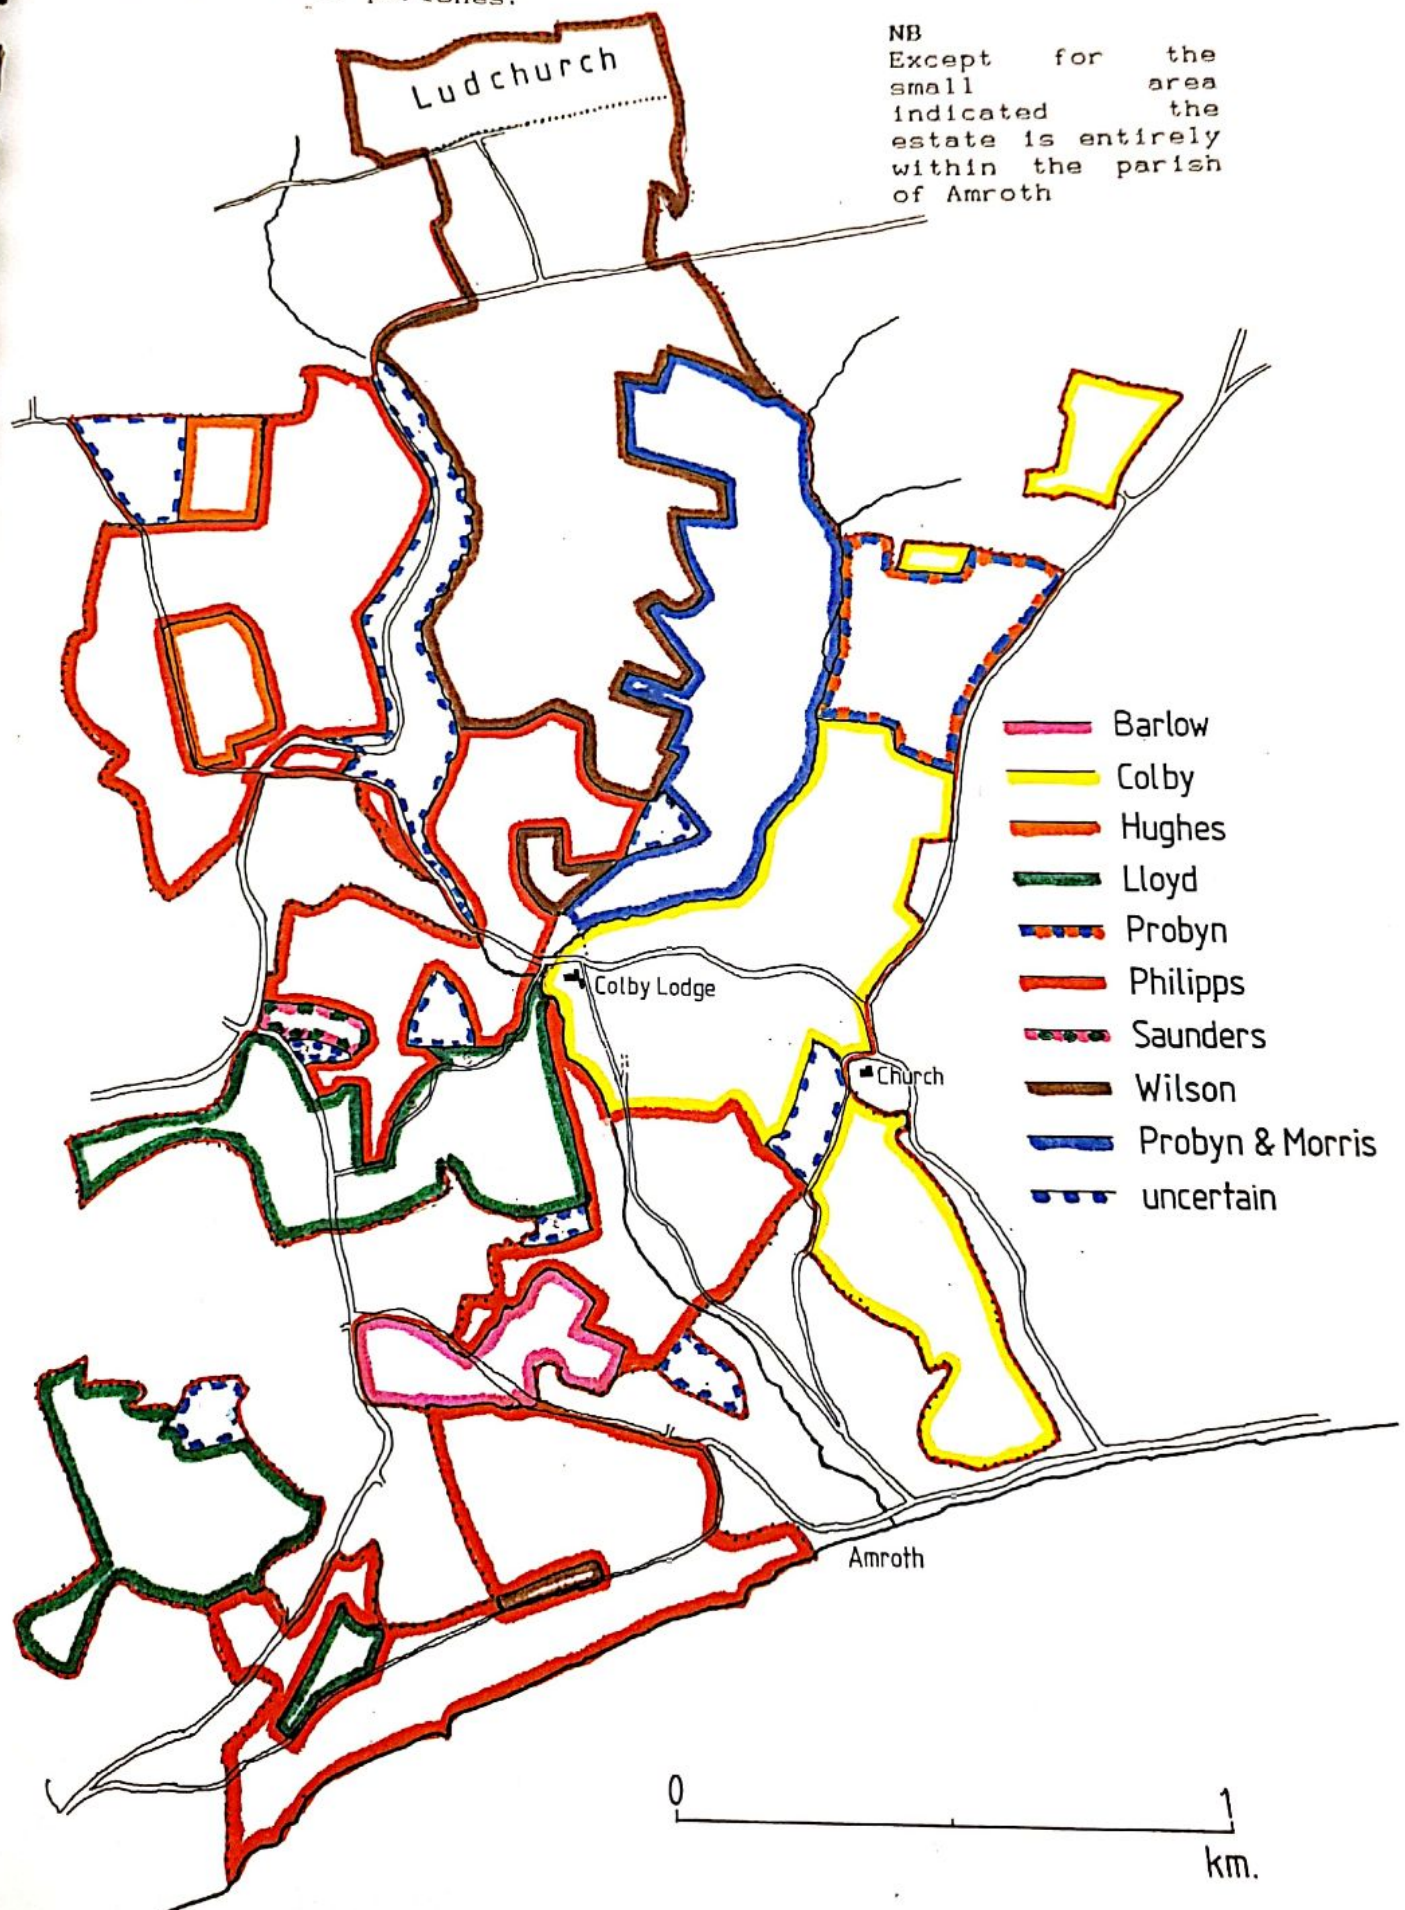 NB
Except for the
small area
indicated the
estate is entirely
within the parish
of Amroth
Ludchurch
Barlow
Colby
Hughes
Lloyd
Probyn
Philipps
Saunders
Wilson
Probyn & Morris
uncertain
Colby Lodge
Church
Amroth
0 1
km.